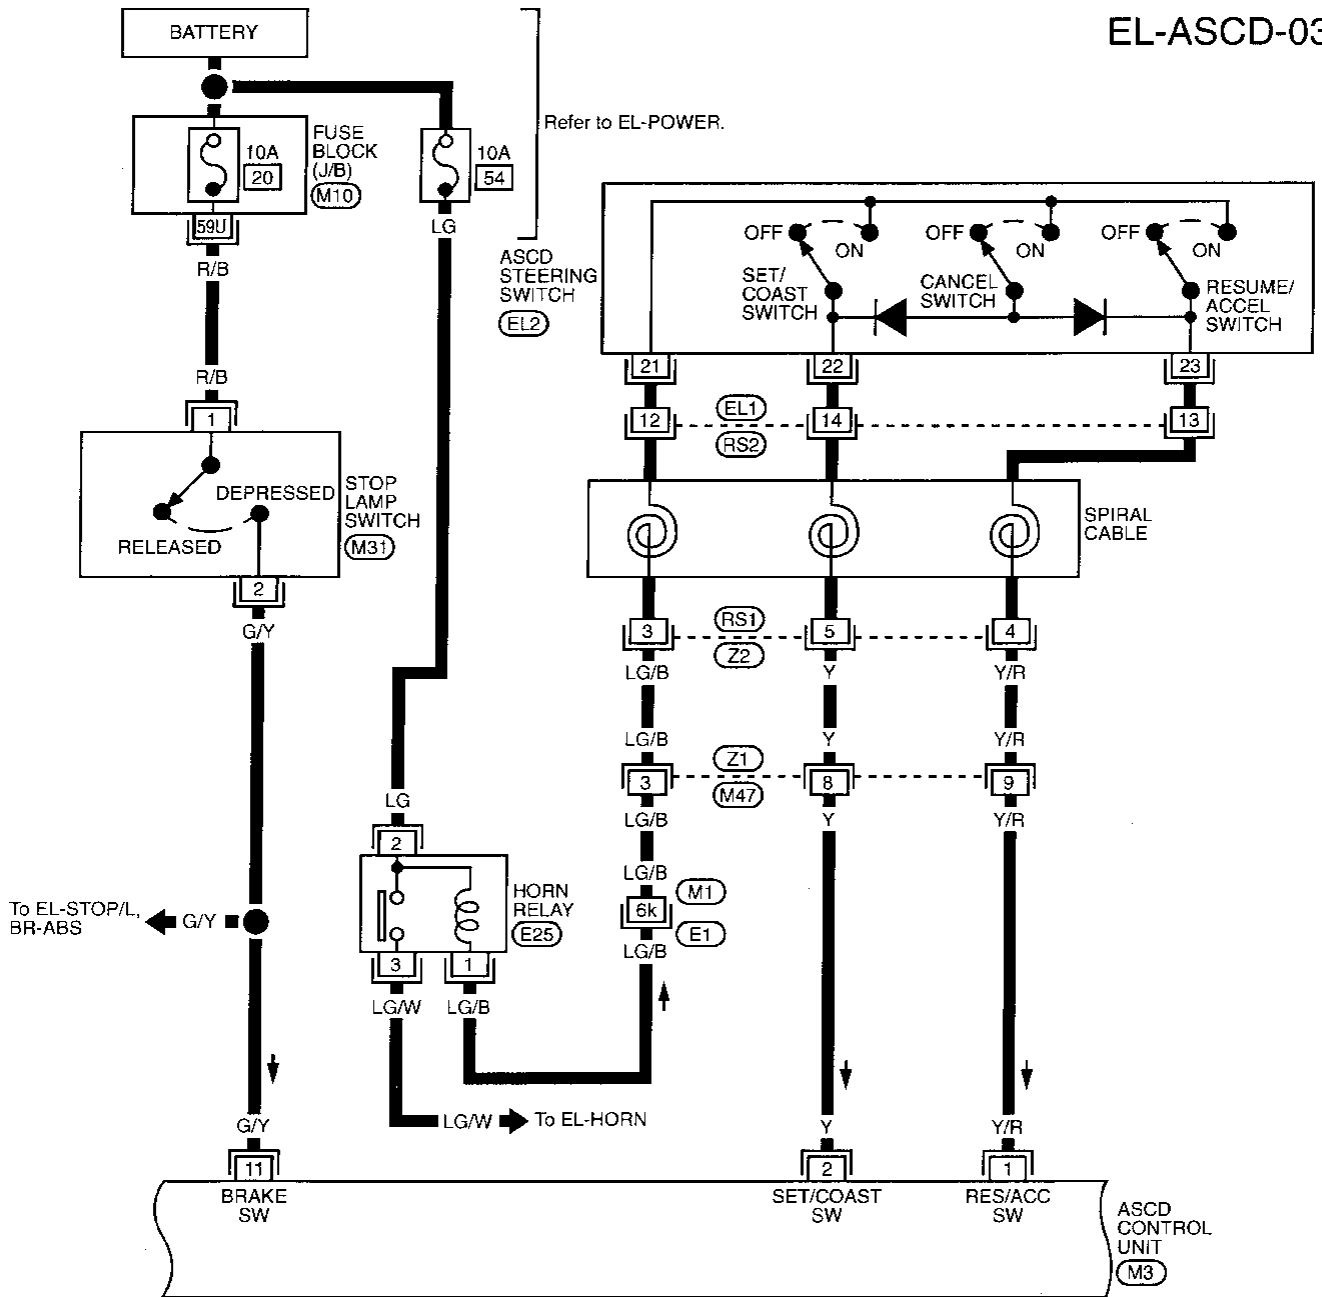 EL-ASCD-03
BATTERY
Refer to EL-POWER.
FUSE
BLOCK
(J/B)
M10
10A
20
10A
54
59U
LG
R/B
R/B
ASCD
STEERING
SWITCH
EL2
OFF
ON
OFF
ON
OFF
ON
SET/
COAST
SWITCH
CANCEL
SWITCH
RESUME/
ACCEL
SWITCH
21
22
23
12
EL1
RS2
14
13
1
DEPRESSED
RELEASED
STOP
LAMP
SWITCH
M31
2
G/Y
SPIRAL
CABLE
3
RS1
Z2
5
4
LG/B
Y
Y/R
LG/B
Y
Y/R
3
Z1
M47
8
9
LG/B
Y
Y/R
LG
2
HORN
RELAY
E25
3
1
LG/W
LG/B
LG/B
6k
M1
E1
LG/B
To EL-STOP/L,
BR-ABS
G/Y
LG/W
To EL-HORN
G/Y
Y
Y/R
11
2
1
BRAKE
SW
SET/COAST
SW
RES/ACC
SW
ASCD
CONTROL
UNIT
M3